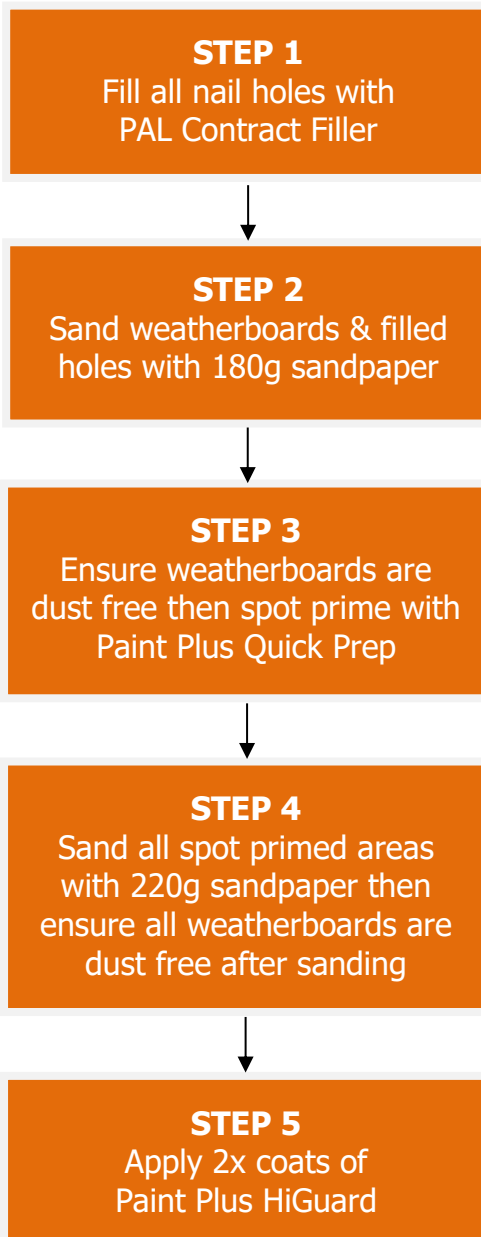 STEP 1
Fill all nail holes with
PAL Contract Filler
STEP 2
Sand weatherboards & filled
holes with 180g sandpaper
STEP 3
Ensure weatherboards are
dust free then spot prime with
Paint Plus Quick Prep
STEP 4
Sand all spot primed areas
with 220g sandpaper then
ensure all weatherboards are
dust free after sanding
STEP 5
Apply 2x coats of
Paint Plus HiGuard